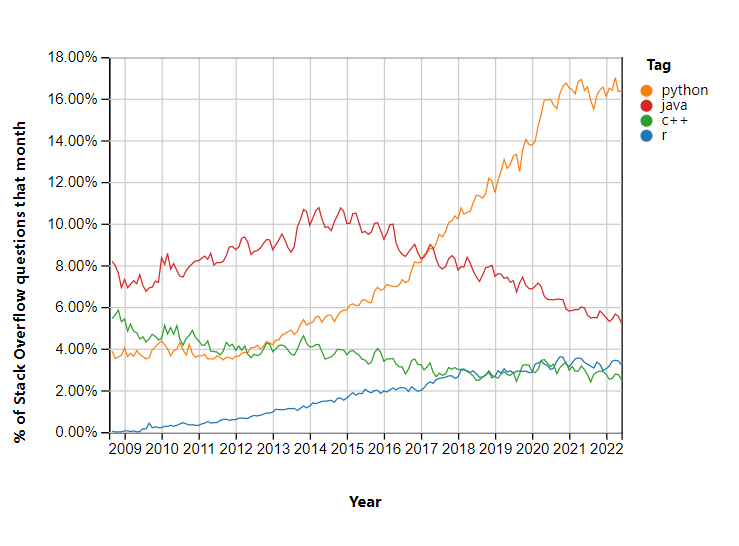 % of Stack Overflow questions that month
18.00%
16.00%
14.00%
12.00%
10.00%
8.00%
6.00%
4.00%
2.00%
0.00%
2009 2010 2011 2012 2013 2014 2015 2016 2017 2018 2019 2020 2021 2022
Year
Tag
python
java
c++
r